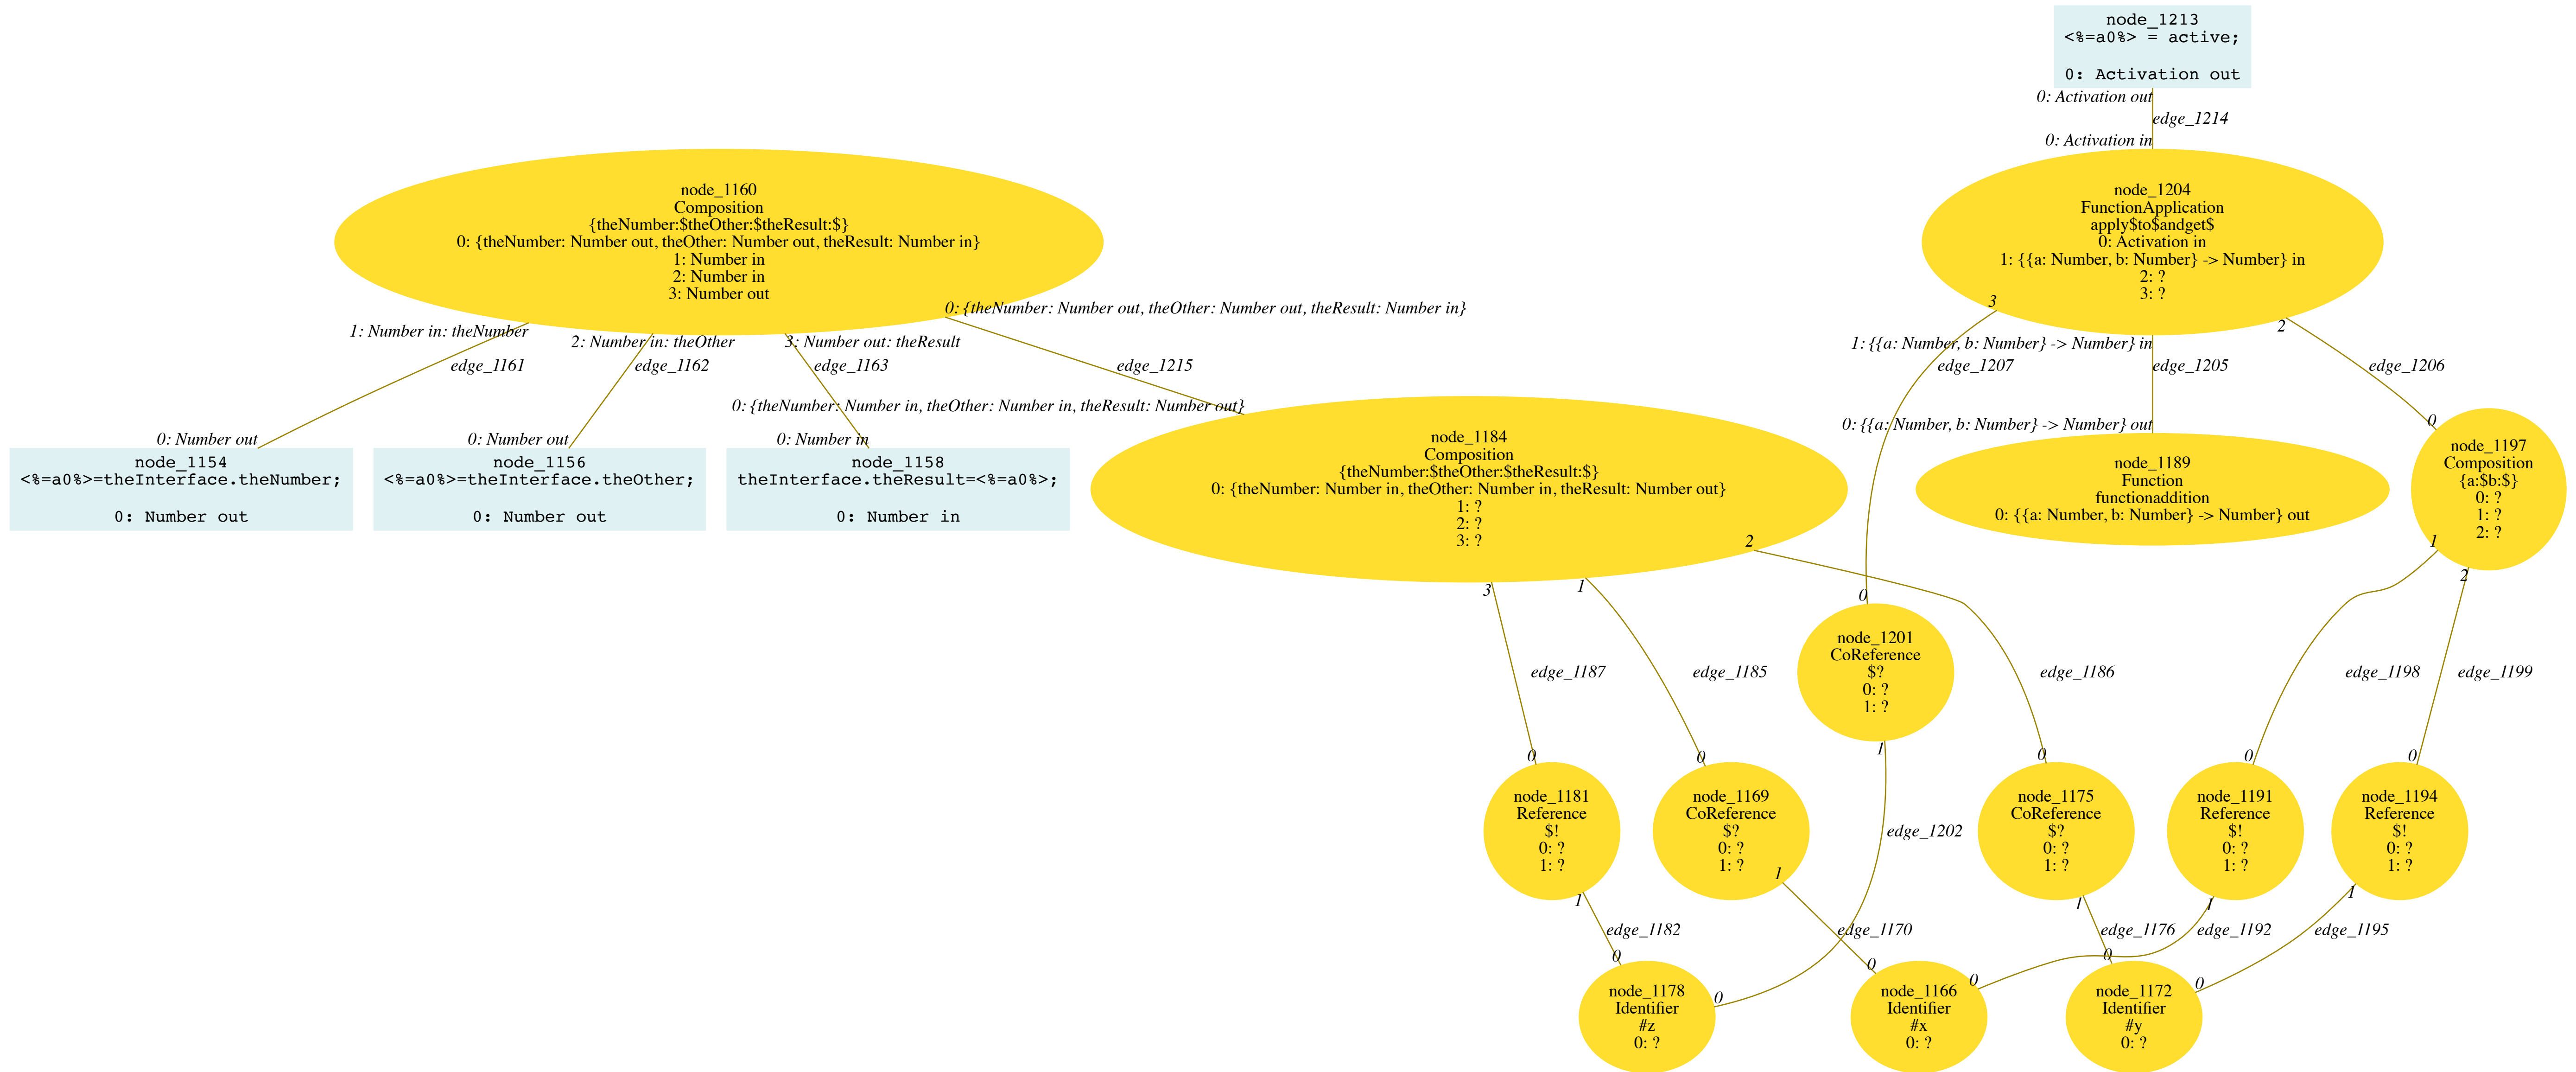 node_1213
<%=a0%> = active;
0: Activation out
0: Activation out
edge_1214
0: Activation in
node_1160
Composition
{theNumber:$theOther:$theResult:$}
0: {theNumber: Number out, theOther: Number out, theResult: Number in}
1: Number in
2: Number in
3: Number out
node_1204
FunctionApplication
apply$to$andget$
0: Activation in
1: {{a: Number, b: Number} -> Number} in
2: ?
3: ?
0: {theNumber: Number out, theOther: Number out, theResult: Number in}
1: Number in: theNumber
2: Number in: theOther
3: Number out: theResult
3
1: {{a: Number, b: Number} -> Number} in
2
edge_1161
edge_1162
edge_1163
edge_1215
edge_1207
edge_1205
edge_1206
0: Number out
0: Number out
0: Number in
0: {theNumber: Number in, theOther: Number in, theResult: Number out}
0: {{a: Number, b: Number} -> Number} out
0
node_1154
<%=a0%>=theInterface.theNumber;
0: Number out
node_1156
<%=a0%>=theInterface.theOther;
0: Number out
node_1158
theInterface.theResult=<%=a0%>;
0: Number in
node_1184
Composition
{theNumber:$theOther:$theResult:$}
0: {theNumber: Number in, theOther: Number in, theResult: Number out}
1: ?
2: ?
3: ?
node_1189
Function
functionaddition
0: {{a: Number, b: Number} -> Number} out
node_1197
Composition
{a:$b:$}
0: ?
1: ?
2: ?
3
1
2
0
1
2
node_1201
CoReference
$?
0: ?
1: ?
edge_1187
edge_1185
edge_1186
edge_1198
edge_1199
0
0
1
0
0
0
node_1181
Reference
$!
0: ?
1: ?
node_1169
CoReference
$?
0: ?
1: ?
edge_1202
node_1175
CoReference
$?
0: ?
1: ?
node_1191
Reference
$!
0: ?
1: ?
node_1194
Reference
$!
0: ?
1: ?
1
1
1
1
1
edge_1182
edge_1170
edge_1176
edge_1192
edge_1195
0
0
0
0
0
0
node_1178
Identifier
#z
0: ?
node_1166
Identifier
#x
0: ?
node_1172
Identifier
#y
0: ?